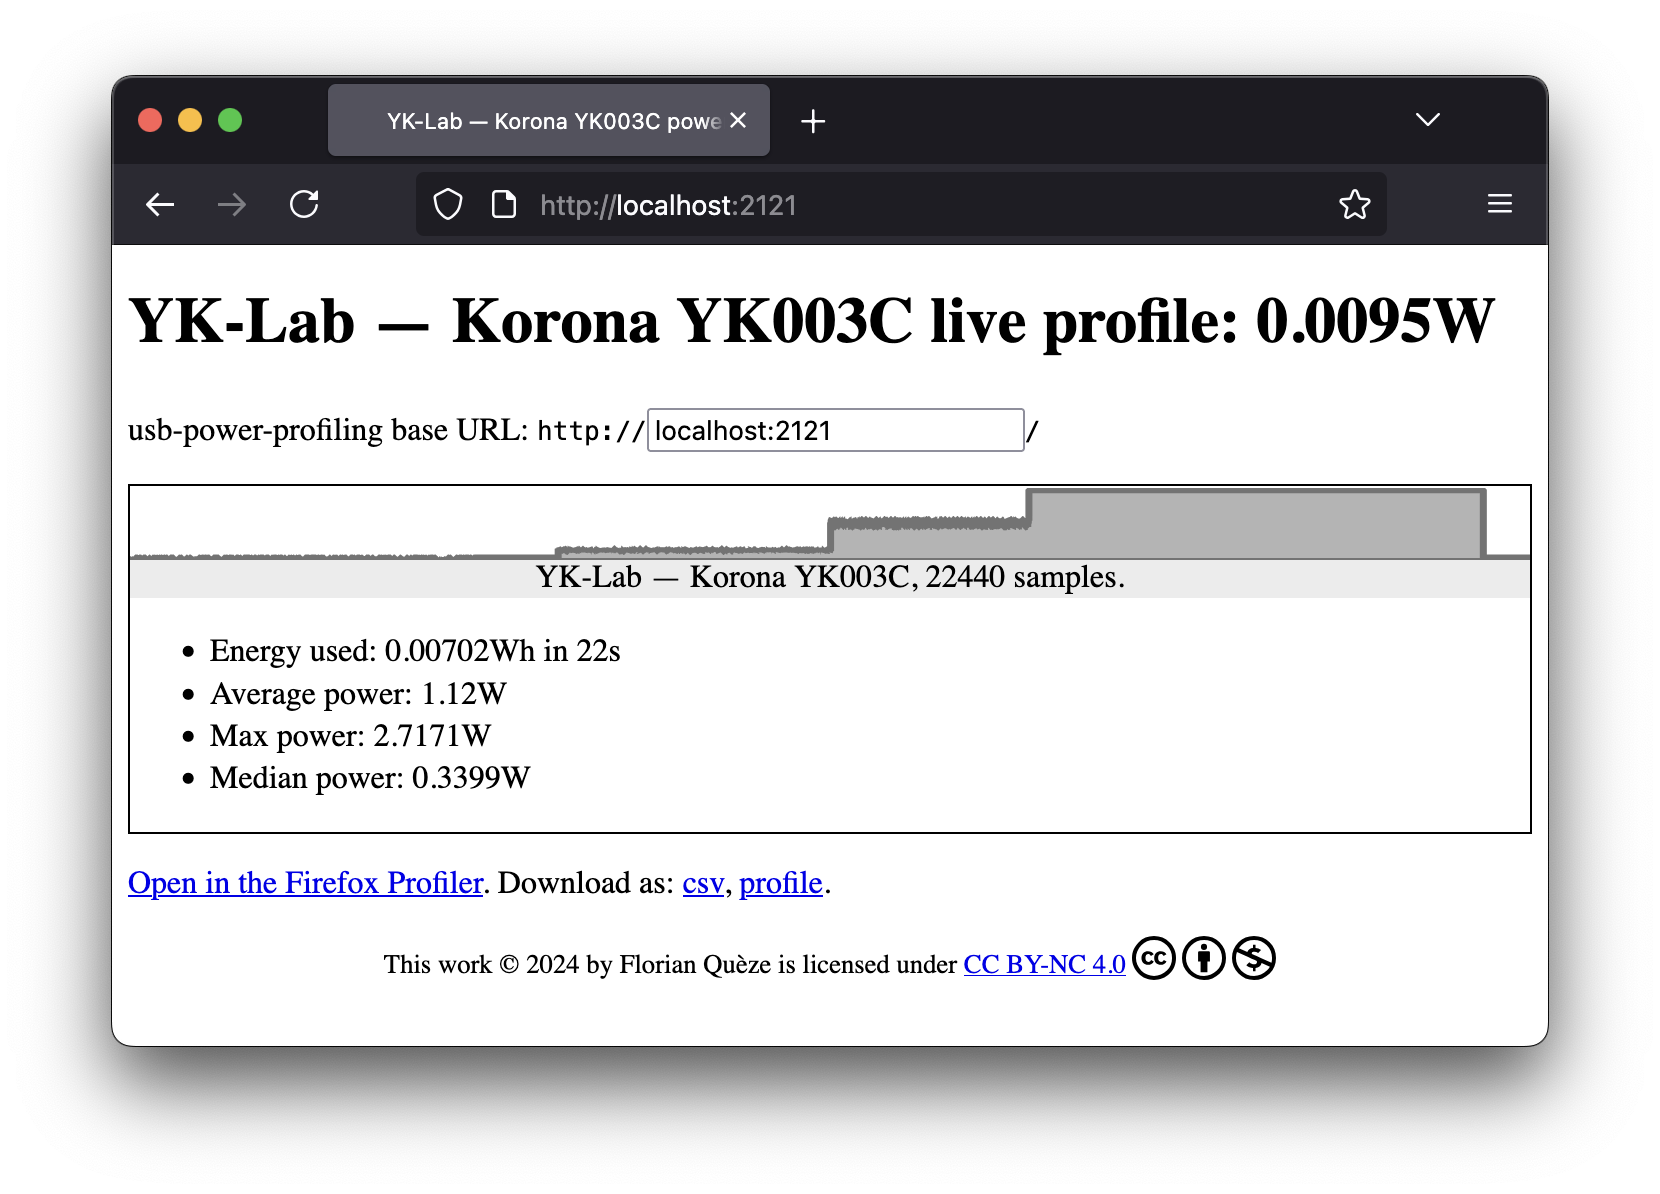 YK-Lab — Korona YK003C powe
http://localhost:2121
YK-Lab — Korona YK003C live profile: 0.0095W
usb-power-profiling base URL: http://localhost:2121/
YK-Lab — Korona YK003C, 22440 samples.
• Energy used: 0.00702Wh in 22s
• Average power: 1.12W
• Max power: 2.7171W
• Median power: 0.3399W
Open in the Firefox Profiler. Download as: csv, profile.
This work © 2024 by Florian Quèze is licensed under CC BY-NC 4.0 cc